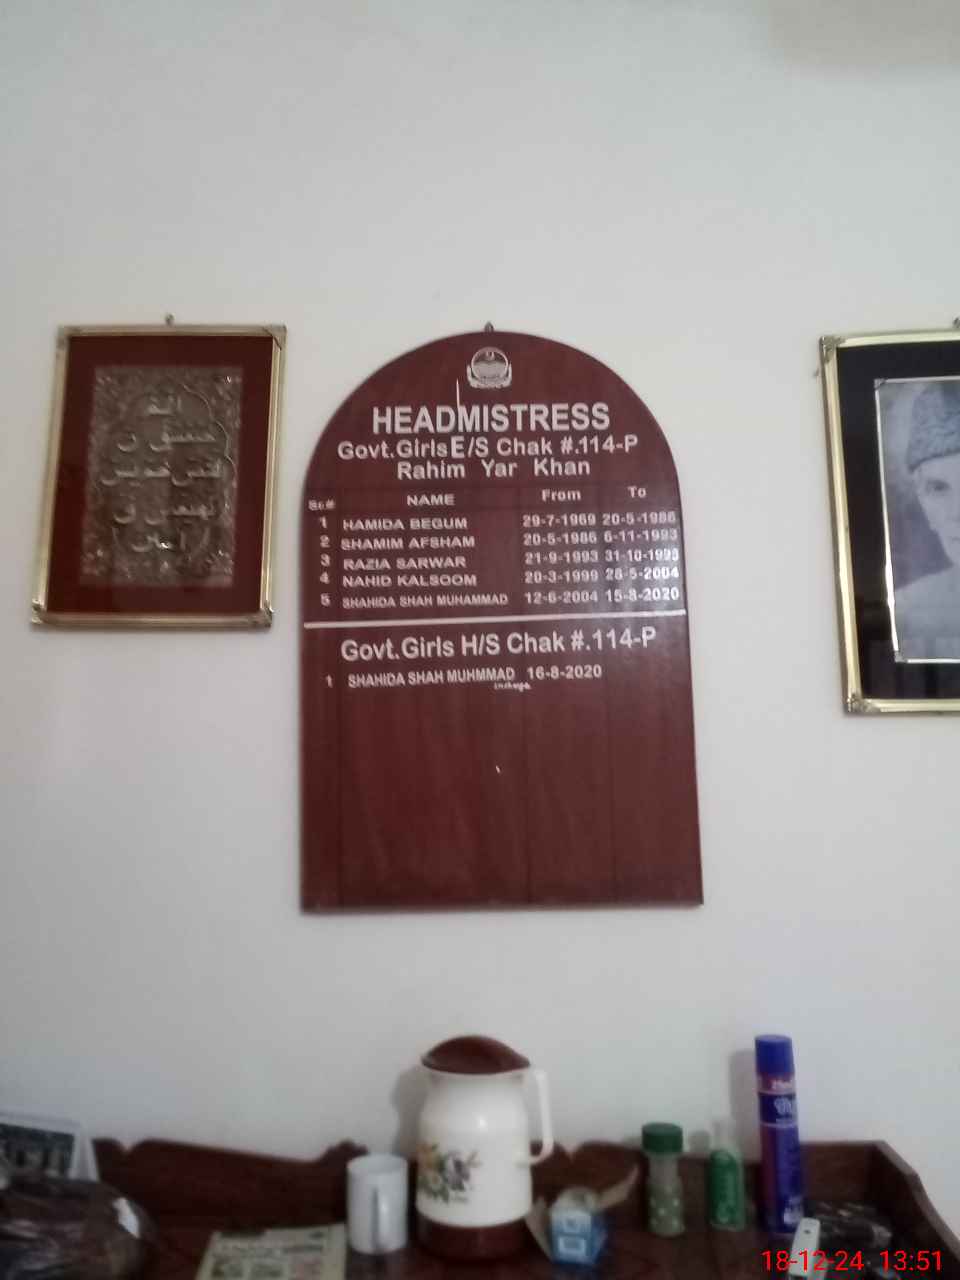 HEADMISTRESS
Govt.Girls E/S Chak #.114-P
Rahim Yar Khan
Sr.# NAME From To
1 HAMIDA BEGUM 29-7-1969 20-5-1986
2 SHAMIM AFSHAM 20-5-1986 6-11-1993
3 RAZIA SARWAR 21-9-1993 31-10-1993
4 NAHID KALSOOM 20-3-1999 28-5-2004
5 SHAHIDA SHAH MUHAMMAD 12-6-2004 15-8-2020
Govt.Girls H/S Chak #.114-P
1 SHAHIDA SHAH MUHMMAD 16-8-2020
18-12-24 13:51